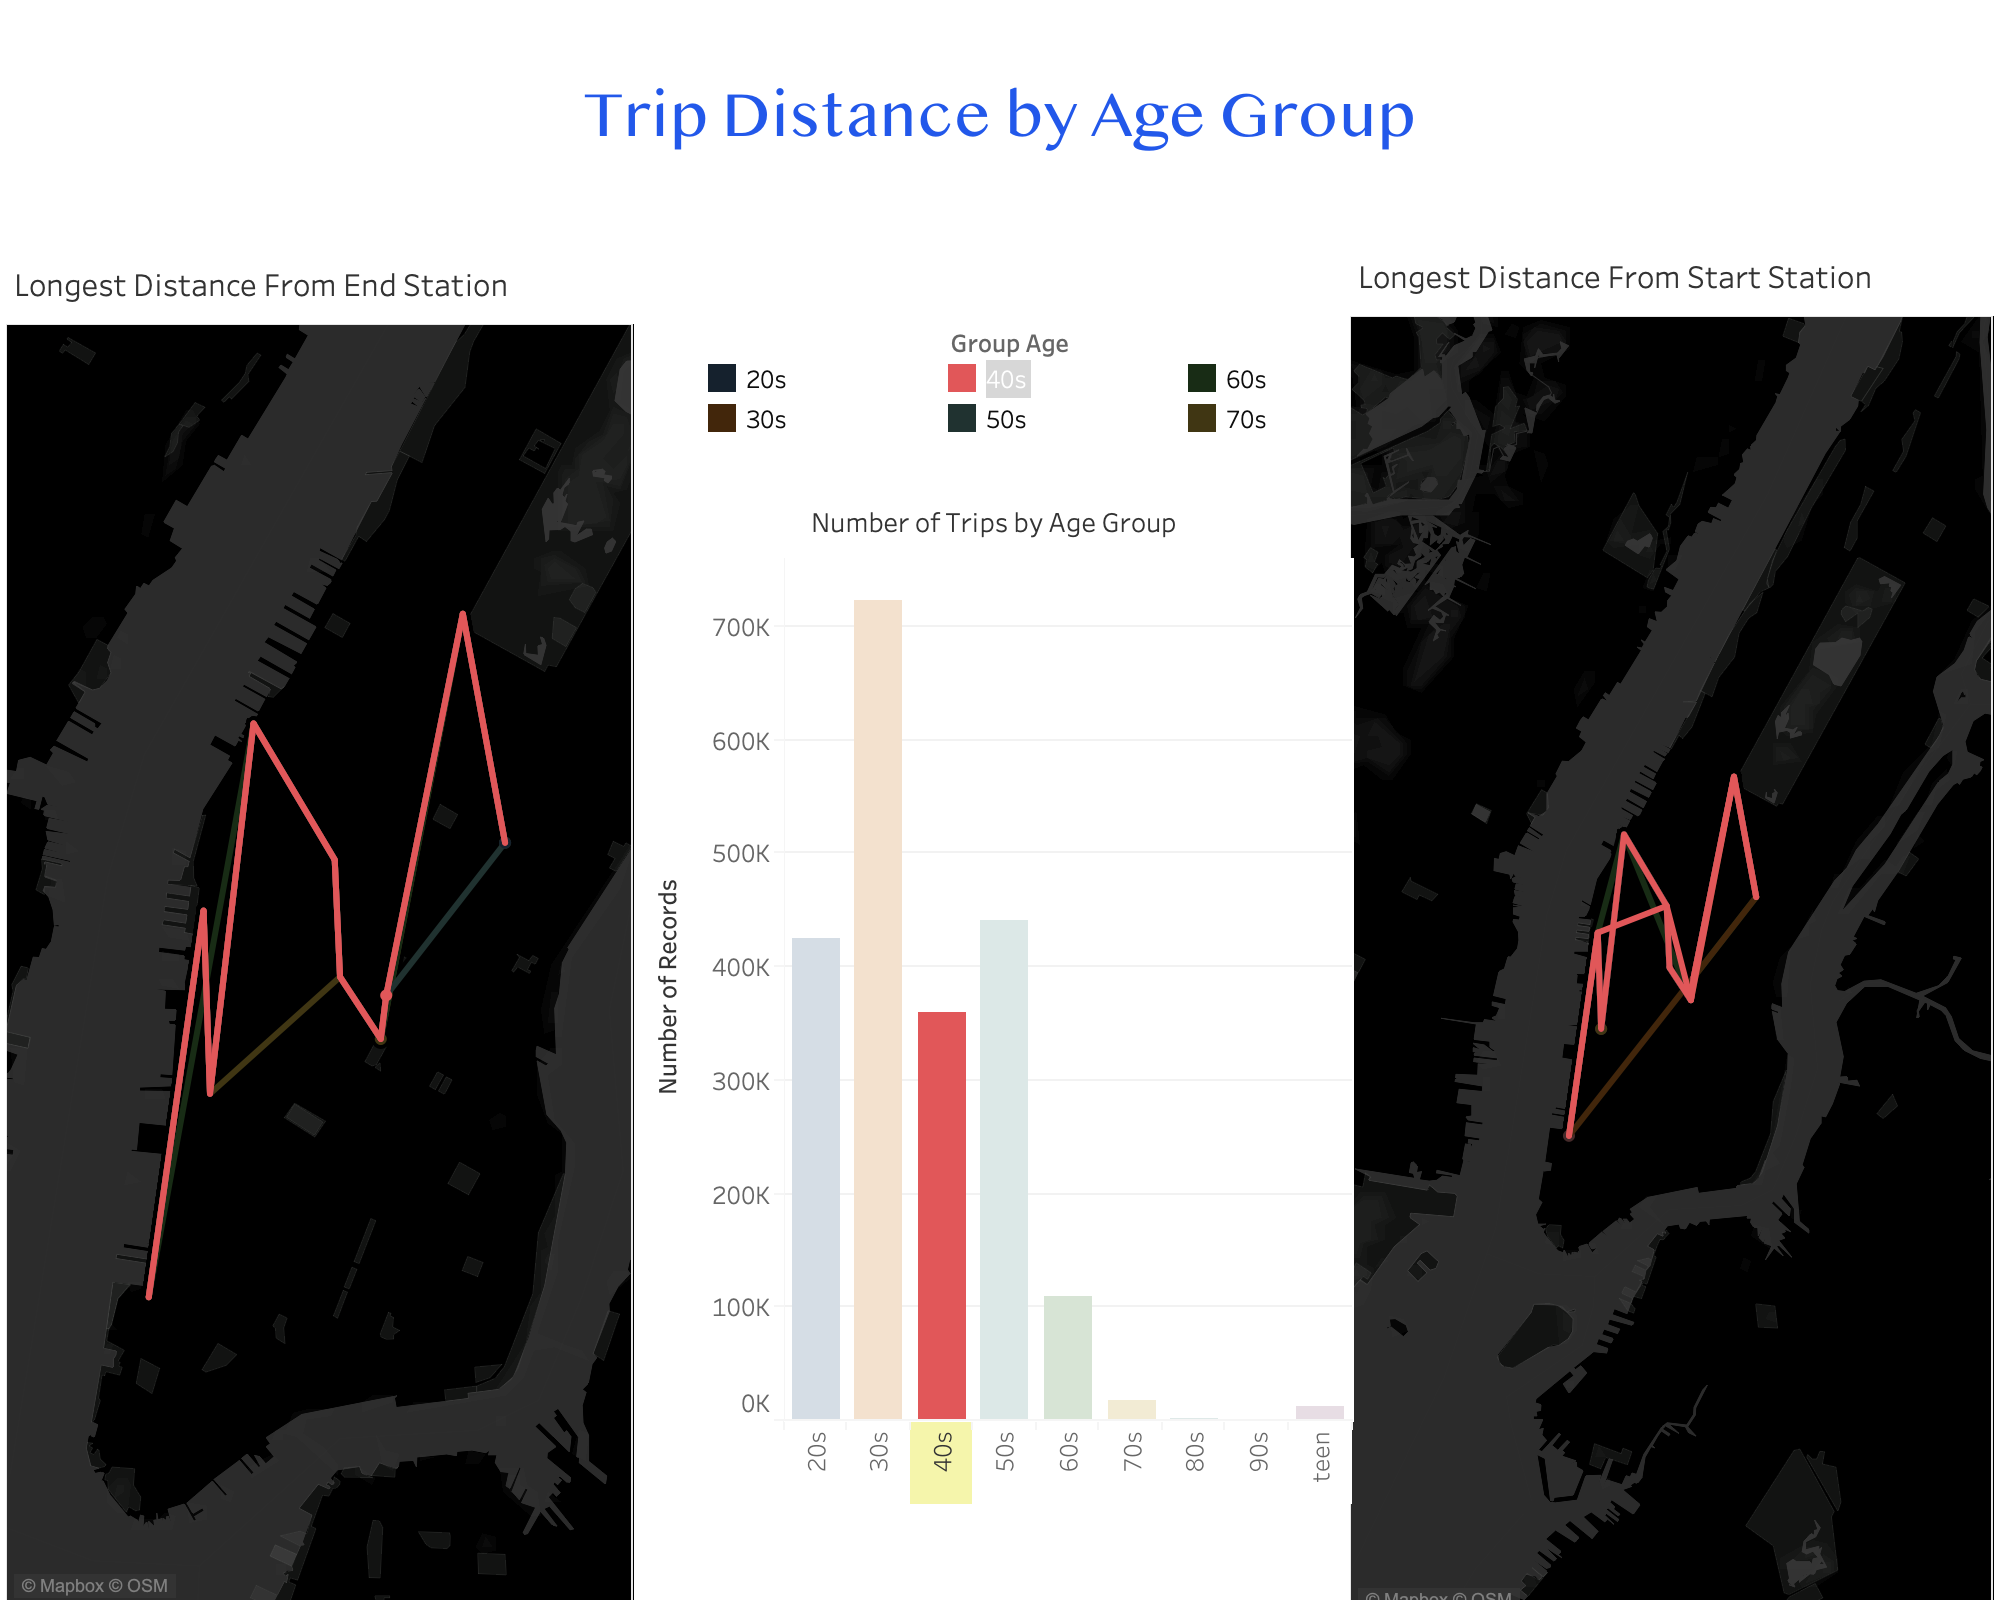 Trip Distance by Age Group
Longest Distance From End Station
Longest Distance From Start Station
Group Age
20s
40s
60s
30s
50s
70s
Number of Trips by Age Group
Number of Records
700K
600K
500K
400K
300K
200K
100K
0K
20s
30s
40s
50s
60s
70s
80s
90s
teen
© Mapbox © OSM
© Mapbox © OSM